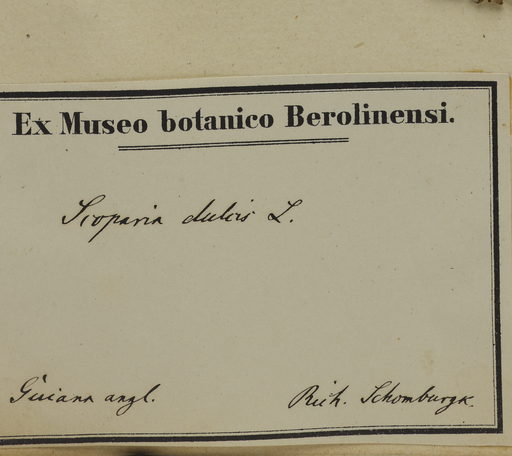 Ex Museo botanico Berolinensi.
Scoparia dulcis L.
Guiana angl. Rich. Schomburgk.